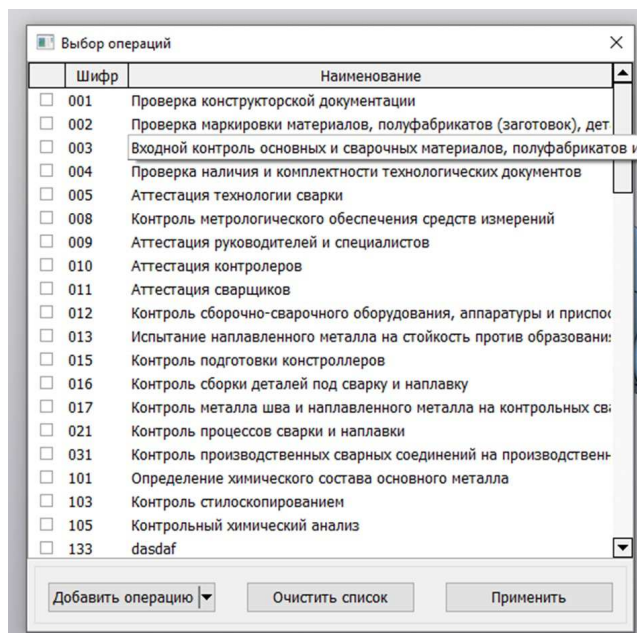 Выбор операций
Шифр Наименование
001 Проверка конструкторской документации
002 Проверка маркировки материалов, полуфабрикатов (заготовок), дет
003 Входной контроль основных и сварочных материалов, полуфабрикатов и
004 Проверка наличия и комплектности технологических документов
005 Аттестация технологии сварки
008 Контроль метрологического обеспечения средств измерений
009 Аттестация руководителей и специалистов
010 Аттестация контролеров
011 Аттестация сварщиков
012 Контроль сборочно-сварочного оборудования, аппаратуры и приспос
013 Испытание наплавленного металла на стойкость против образования
015 Контроль подготовки констроллеров
016 Контроль сборки деталей под сварку и наплавку
017 Контроль металла шва и наплавленного металла на контрольных сва
021 Контроль процессов сварки и наплавки
031 Контроль производственных сварных соединений на производственн
101 Определение химического состава основного металла
103 Контроль стилоскопированием
105 Контрольный химический анализ
133 dasdaf
Добавить операцию Очистить список Применить